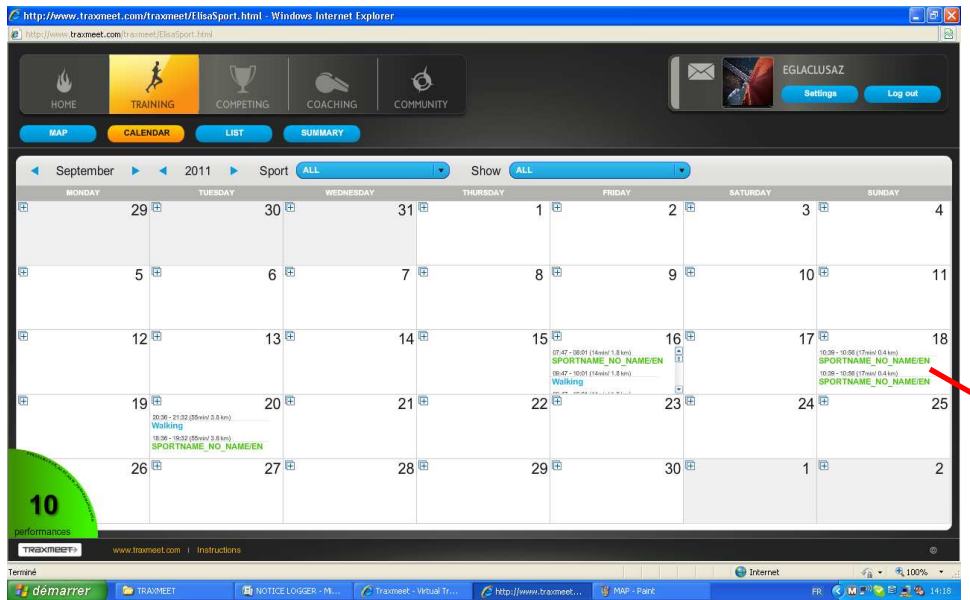 http://www.traxmeet.com/traxmeet/ElisaSport.html - Windows Internet Explorer
http://www.traxmeet.com/traxmeet/ElisaSport.html
HOME TRAINING COMPETING COACHING COMMUNITY
EGLACLUSAZ
Settings Log out
MAP CALENDAR LIST SUMMARY
September 2011 Sport ALL Show ALL
MONDAY TUESDAY WEDNESDAY THURSDAY FRIDAY SATURDAY SUNDAY
29 30 31 1 2 3 4
5 6 7 8 9 10 11
12 13 14 15 16 17 18
07:47 - 08:01 (14min/ 1.8 km)
SPORTNAME_NO_NAME/EN
09:47 - 10:01 (14min/ 1.8 km)
Walking
10:39 - 10:56 (17min/ 0.4 km)
SPORTNAME_NO_NAME/EN
10:39 - 10:56 (17min/ 0.4 km)
SPORTNAME_NO_NAME/EN
19 20 21 22 23 24 25
20:36 - 21:32 (55min/ 3.8 km)
Walking
18:36 - 19:32 (55min/ 3.8 km)
SPORTNAME_NO_NAME/EN
26 27 28 29 30 1 2
10
performances
TRAXMEET www.traxmeet.com | Instructions
Terminé Internet 100%
démarrer TRAXMEET NOTICE LOGGER - Mi... Traxmeet - Virtual Tr... http://www.traxmeet... MAP - Paint FR 14:18